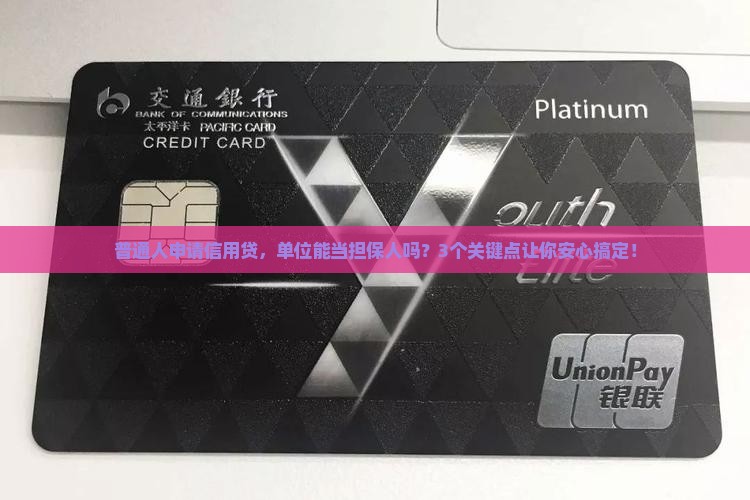 交通銀行
BANK OF COMMUNICATIONS
太平洋卡 PACIFIC CARD
CREDIT CARD
Platinum
Youth
Elite
普通人申请信用贷，单位能当担保人吗？3个关键点让你安心搞定！
UnionPay
银联